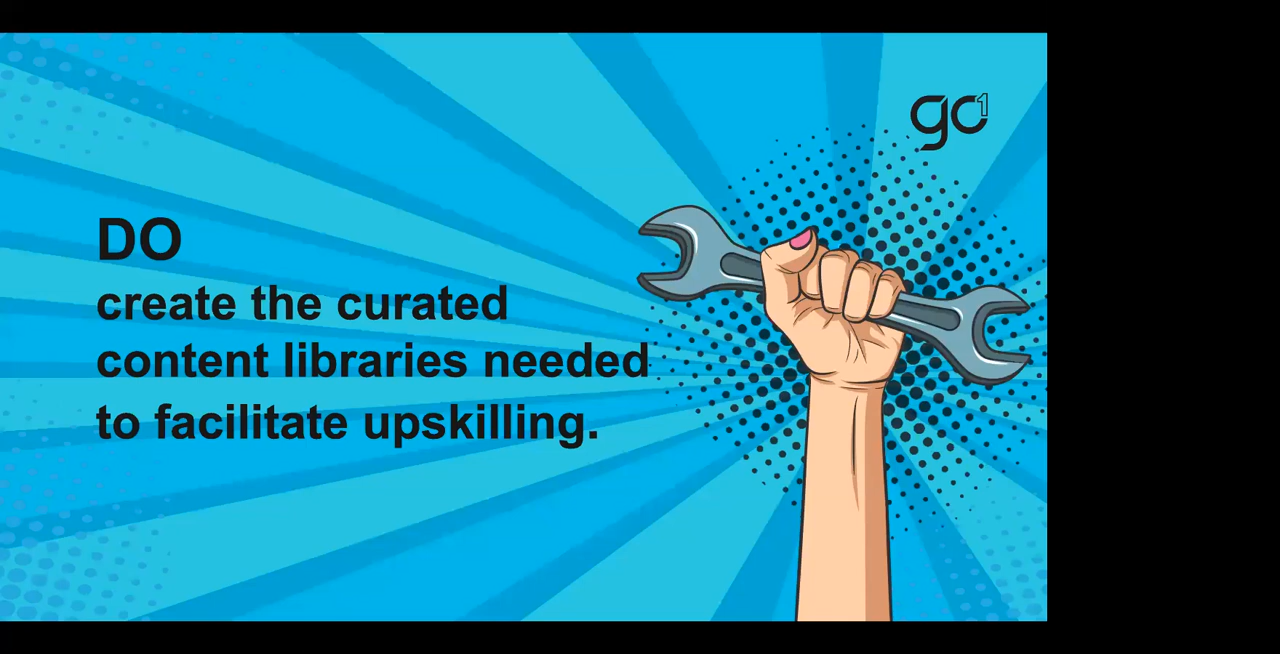 go1
DO
create the curated
content libraries needed
to facilitate upskilling.